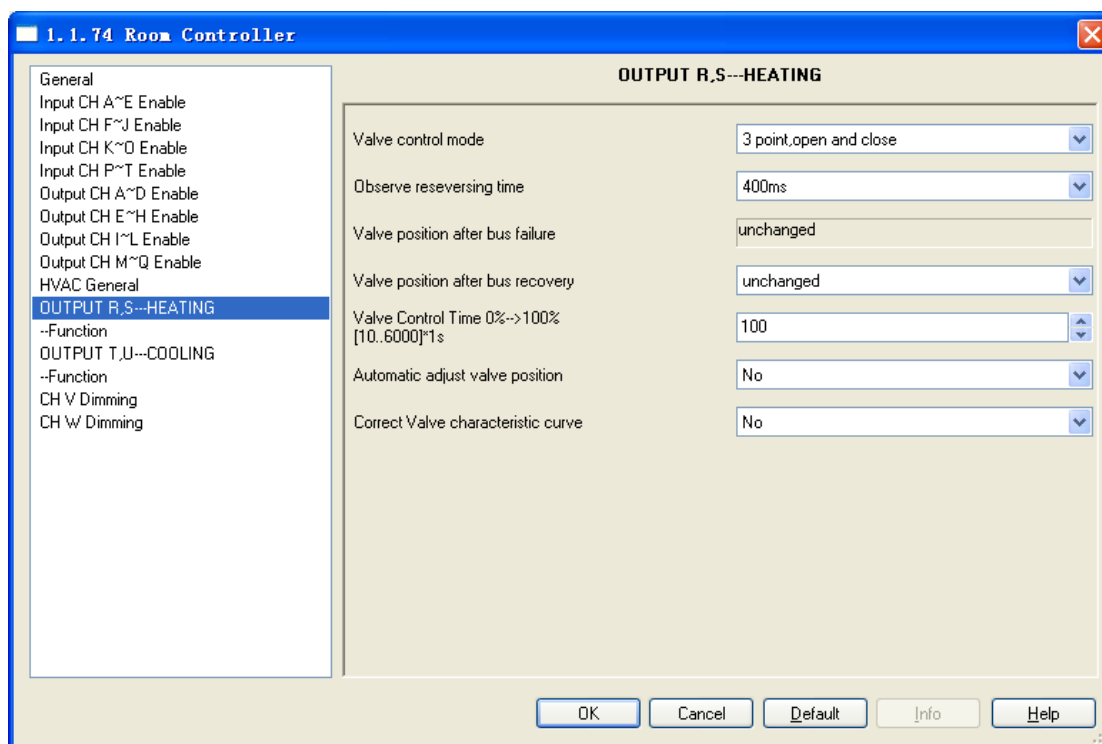 1.1.74 Room Controller
General
Input CH A~E Enable
Input CH F~J Enable
Input CH K~O Enable
Input CH P~T Enable
Output CH A~D Enable
Output CH E~H Enable
Output CH I~L Enable
Output CH M~Q Enable
HVAC General
OUTPUT R,S---HEATING
--Function
OUTPUT T,U---COOLING
--Function
CH V Dimming
CH W Dimming
OUTPUT R,S---HEATING
Valve control mode
3 point,open and close
Observe reseversing time
400ms
Valve position after bus failure
unchanged
Valve position after bus recovery
unchanged
Valve Control Time 0%-->100%
[10..6000]*1s
100
Automatic adjust valve position
No
Correct Valve characteristic curve
No
OK
Cancel
Default
Info
Help